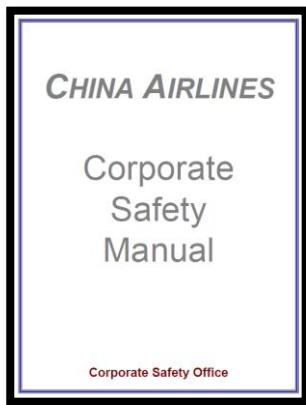 CHINA AIRLINES
Corporate
Safety
Manual
Corporate Safety Office